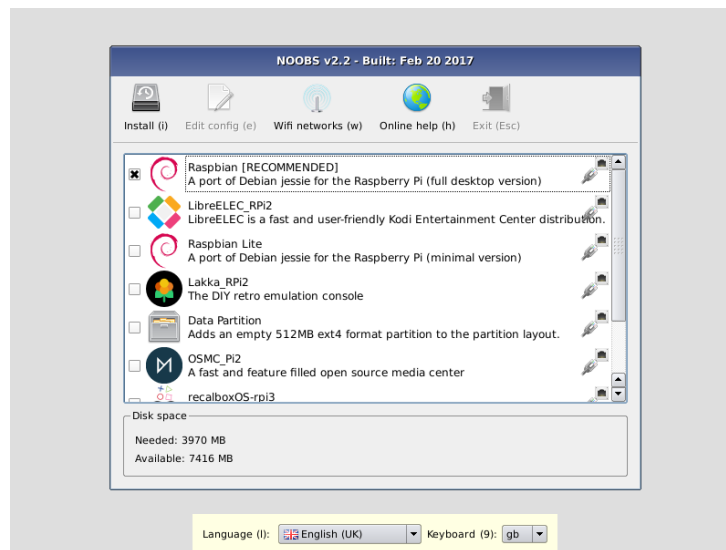 NOOBS v2.2 - Built: Feb 20 2017
Install (i) Edit config (e) Wifi networks (w) Online help (h) Exit (Esc)
Raspbian [RECOMMENDED]
A port of Debian jessie for the Raspberry Pi (full desktop version)
LibreELEC_RPi2
LibreELEC is a fast and user-friendly Kodi Entertainment Center distribution.
Raspbian Lite
A port of Debian jessie for the Raspberry Pi (minimal version)
Lakka_RPi2
The DIY retro emulation console
Data Partition
Adds an empty 512MB ext4 format partition to the partition layout.
OSMC_Pi2
A fast and feature filled open source media center
recalboxOS-rpi3
Disk space
Needed: 3970 MB
Available: 7416 MB
Language (l): English (UK) Keyboard (9): gb